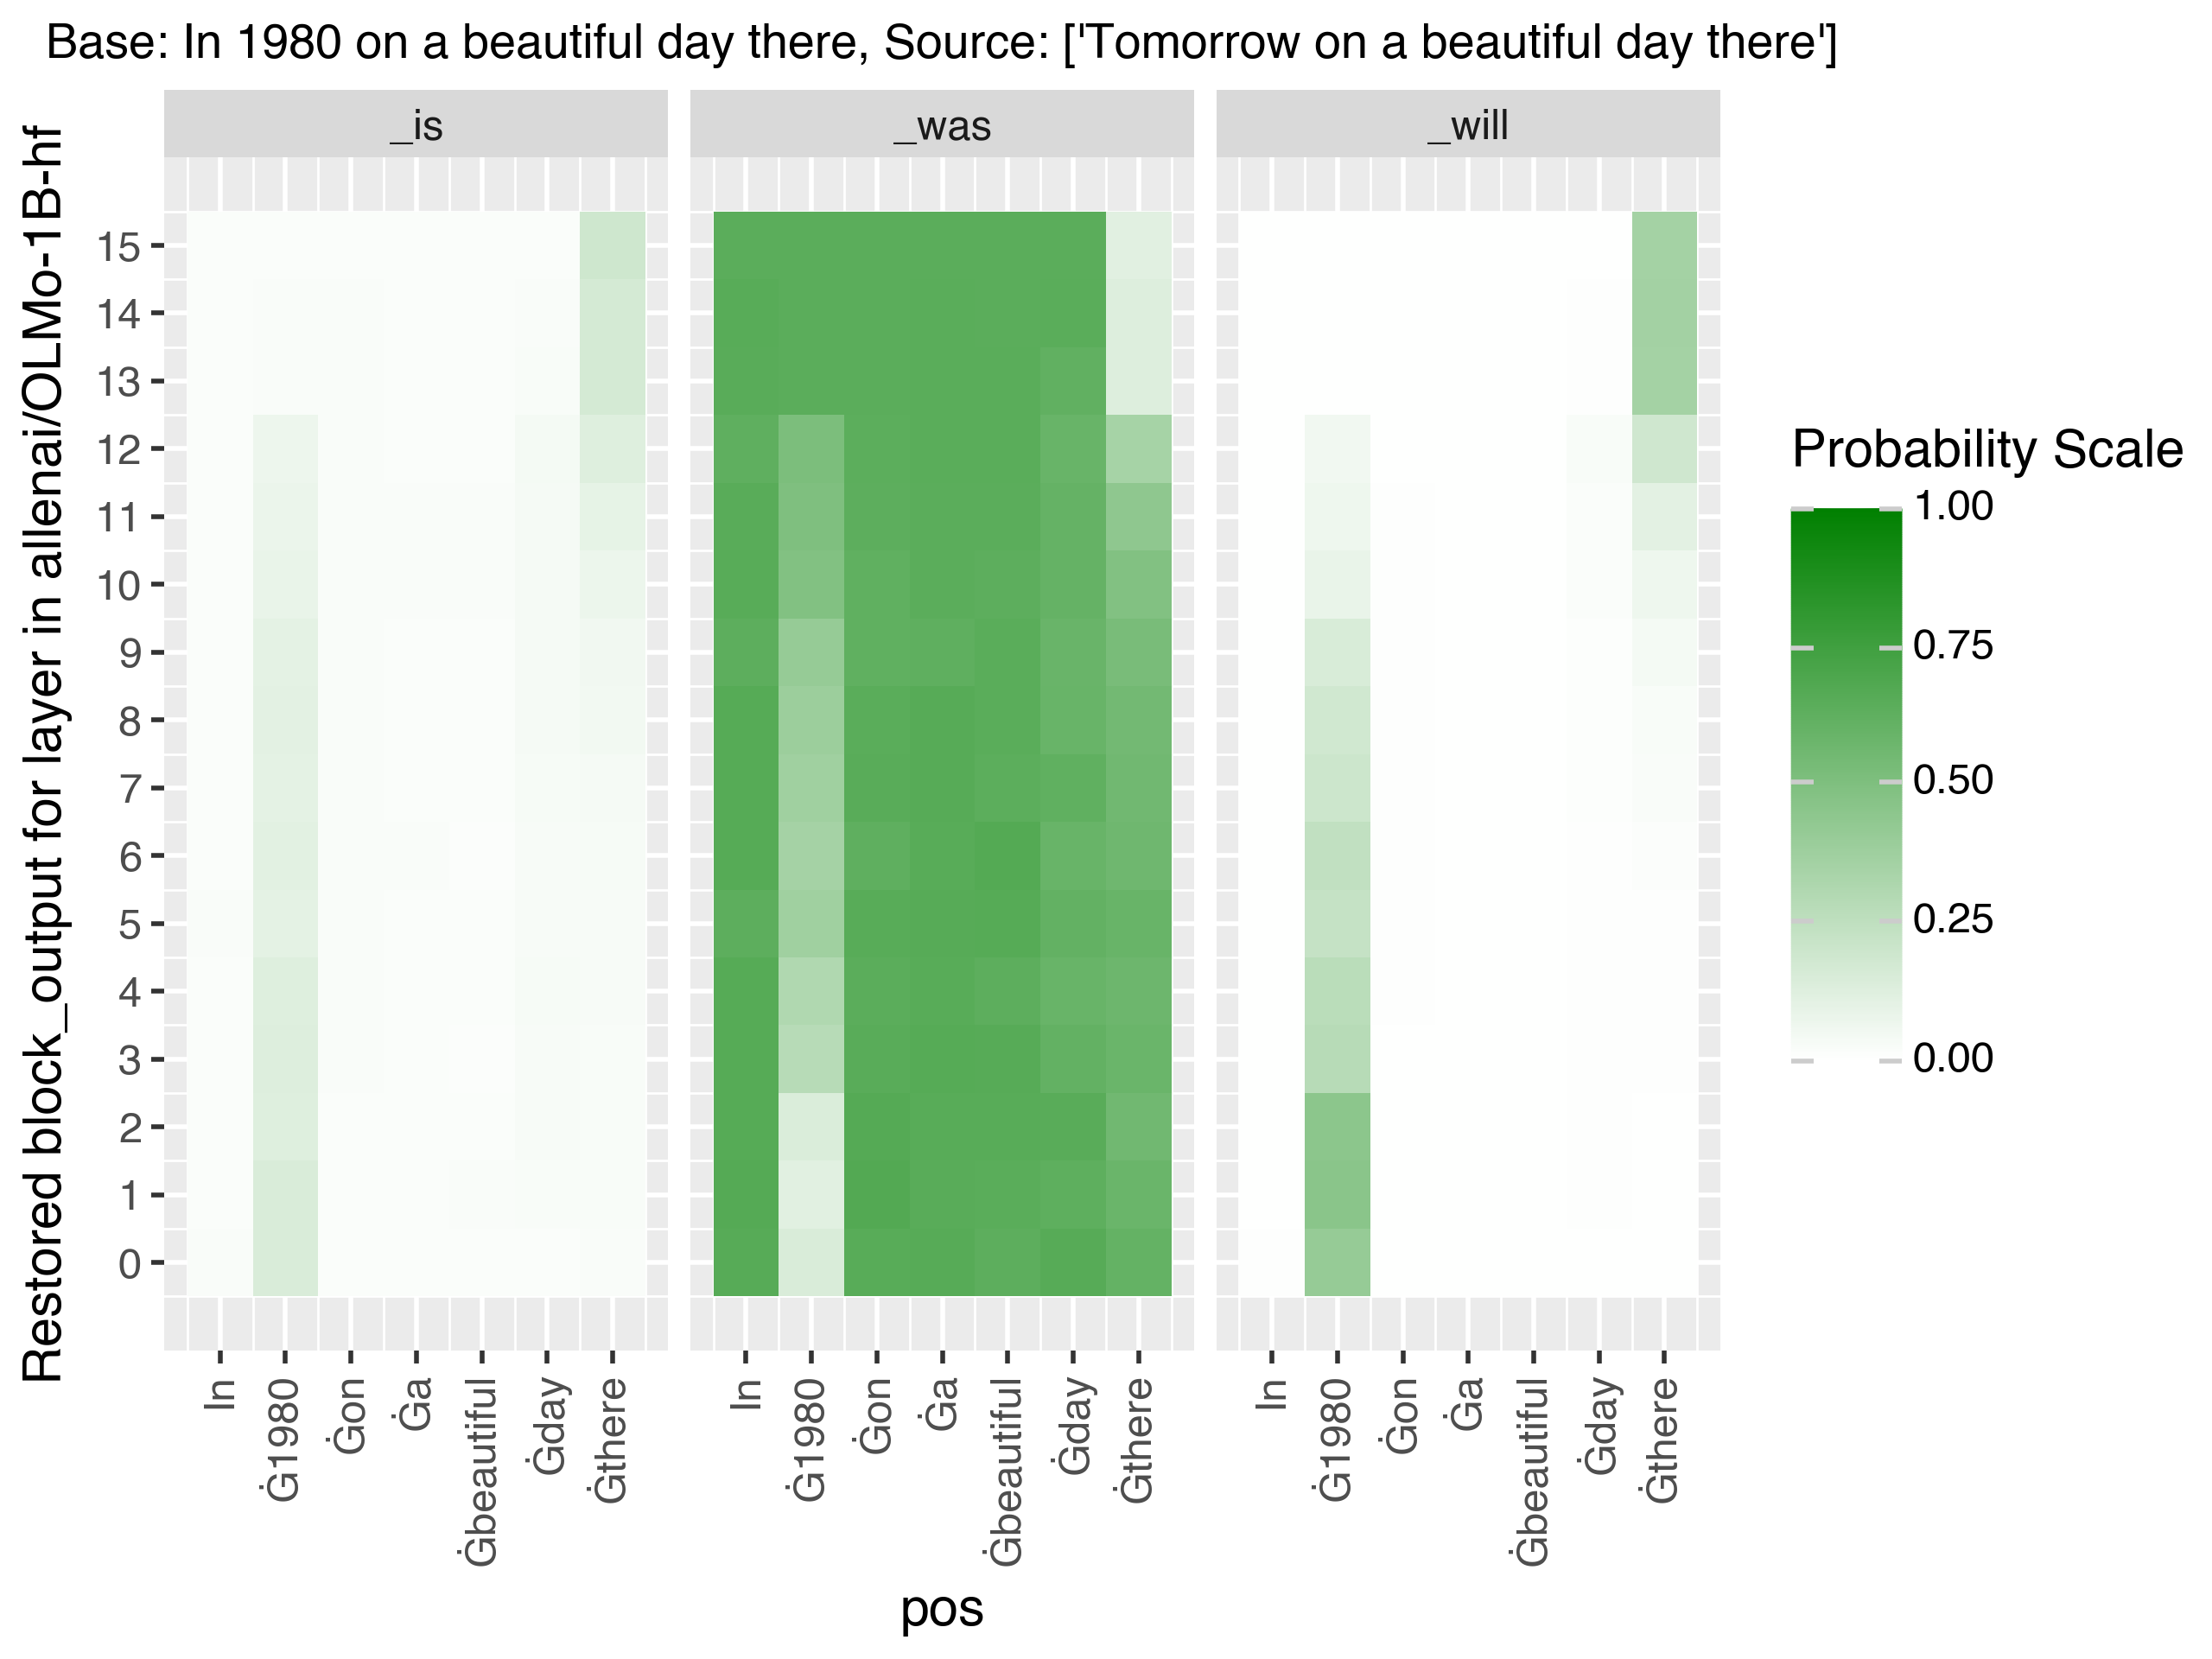 Base: In 1980 on a beautiful day there, Source: ['Tomorrow on a beautiful day there']
_is
_was
_will
Restored block_output for layer in allenai/OLMo-1B-hf
15
14
13
12
11
10
9
8
7
6
5
4
3
2
1
0
In
Ġ1980
Ġon
Ġa
Ġbeautiful
Ġday
Ġthere
In
Ġ1980
Ġon
Ġa
Ġbeautiful
Ġday
Ġthere
In
Ġ1980
Ġon
Ġa
Ġbeautiful
Ġday
Ġthere
pos
Probability Scale
1.00
0.75
0.50
0.25
0.00